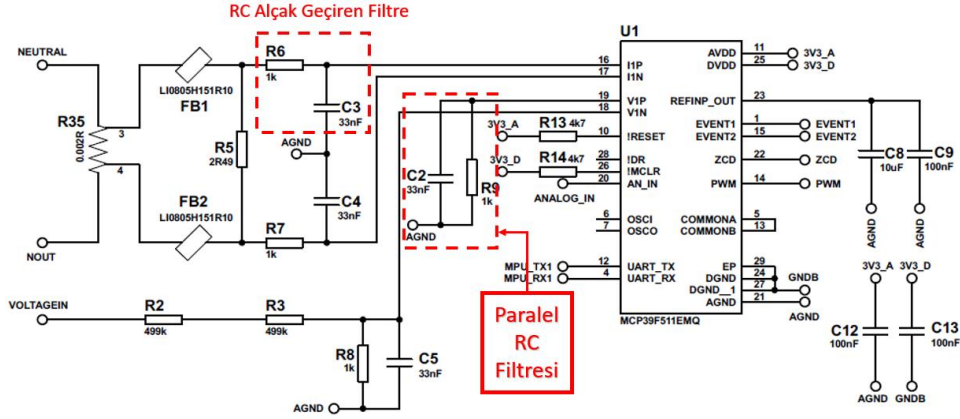 RC Alçak Geçiren Filtre
NEUTRAL
R35
0.002R
3
4
NOUT
LI0805H151R10
FB1
FB2
LI0805H151R10
R5
2R49
R6
1k
C3
33nF
AGND
C4
33nF
R7
1k
VOLTAGEIN
R2
499k
R3
499k
R8
1k
C5
33nF
AGND
C2
33nF
R9
1k
AGND
Paralel
RC
Filtresi
3V3_A
R13 4k7
3V3_D
R14 4k7
ANALOG_IN
MPU_TX1
MPU_RX1
U1
16 I1P
17 I1N
19 V1P
18 V1N
10 !RESET
28 !DR
26 !MCLR
20 AN_IN
6 OSCI
7 OSCO
12 UART_TX
4 UART_RX
AVDD 11 3V3_A
DVDD 25 3V3_D
REFINP_OUT 23
EVENT1 1 EVENT1
EVENT2 15 EVENT2
ZCD 22 ZCD
PWM 14 PWM
COMMONA 5
COMMONB 13
EP 29
DGND 24
DGND__1 27 GNDB
AGND 21
AGND
MCP39F511EMQ
C8
10uF
C9
100nF
AGND
AGND
3V3_A
3V3_D
C12
100nF
C13
100nF
AGND
GNDB